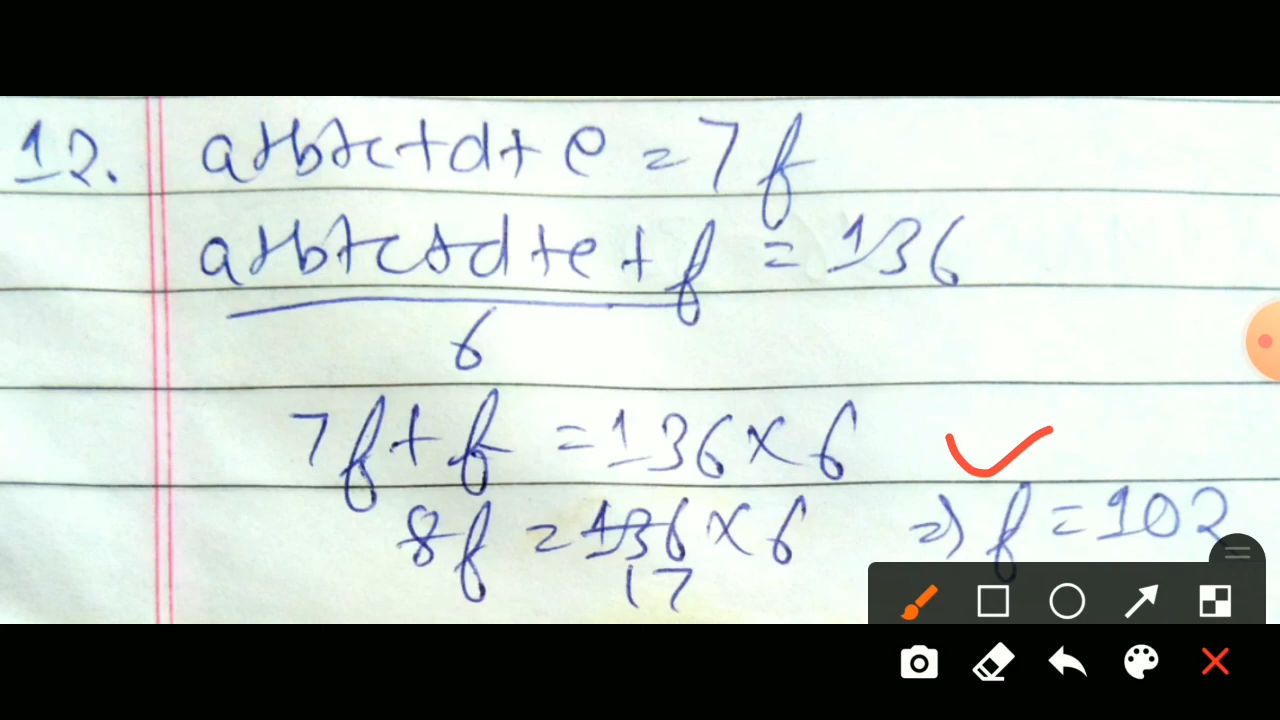 12. a+b+c+d+e = 7f
a+b+c+d+e+f = 136
6
7f+f = 136×6
8f = 136×6 => f = 102
17